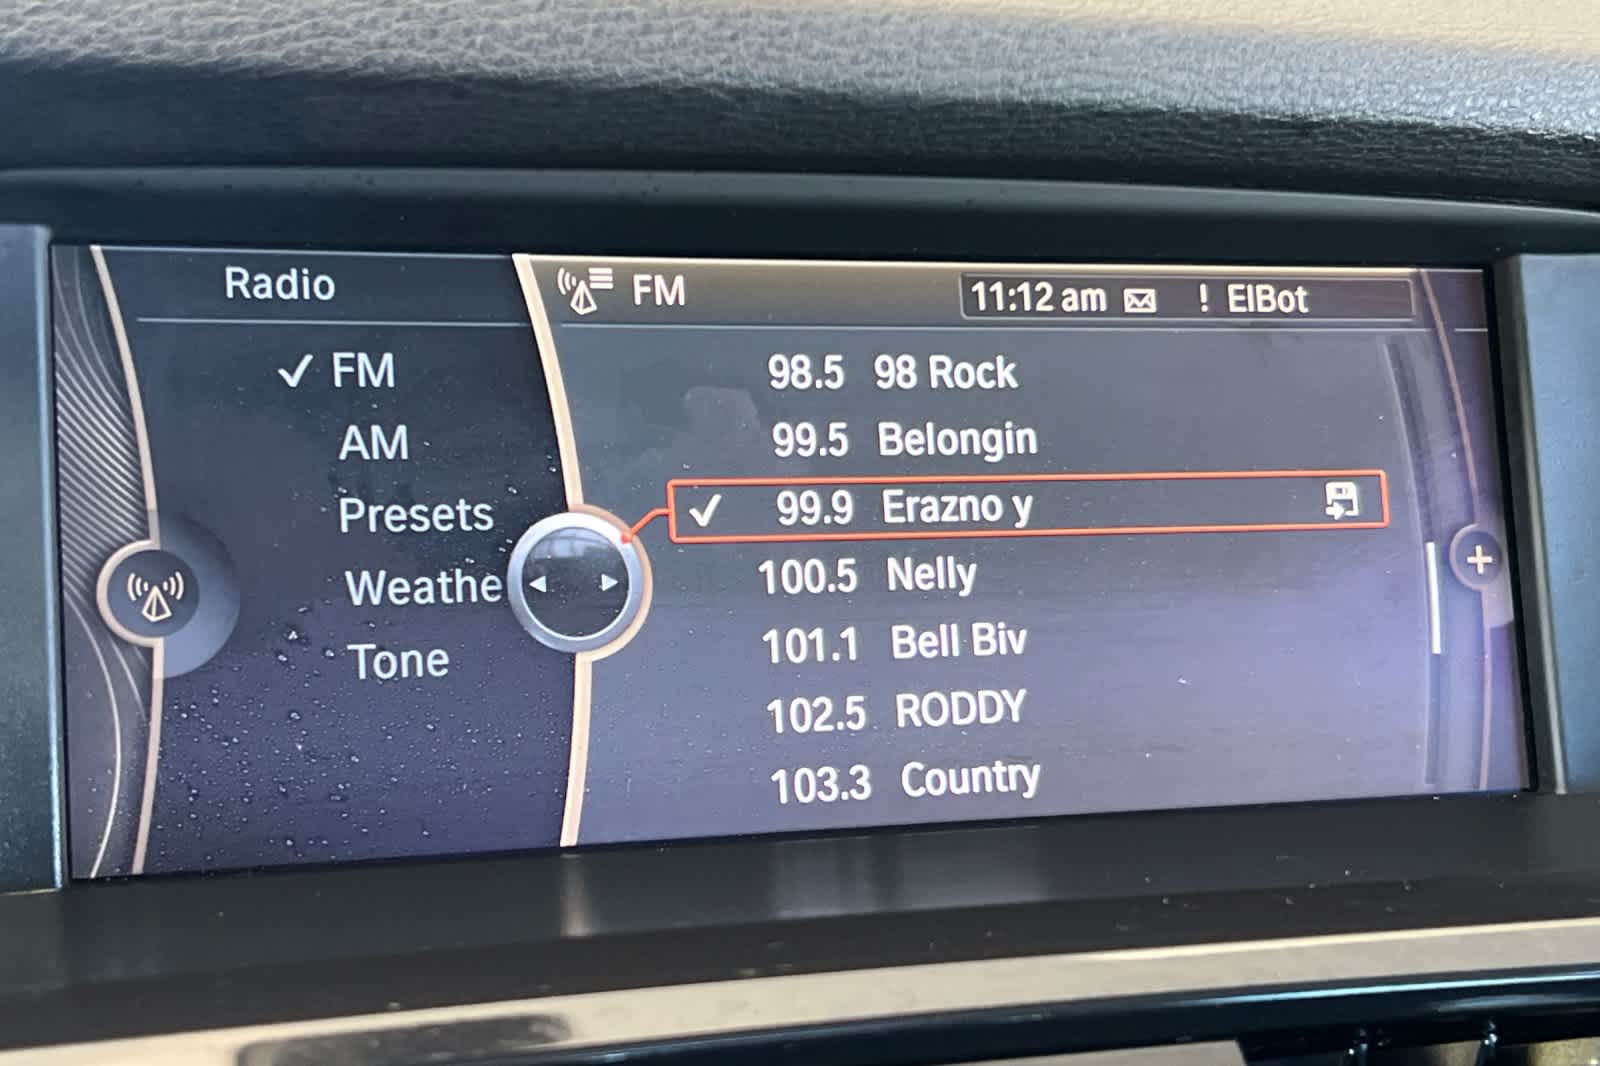 Radio
FM
AM
Presets
Weathe
Tone
FM
11:12 am ! ElBot
98.5 98 Rock
99.5 Belongin
99.9 Erazno y
100.5 Nelly
101.1 Bell Biv
102.5 RODDY
103.3 Country